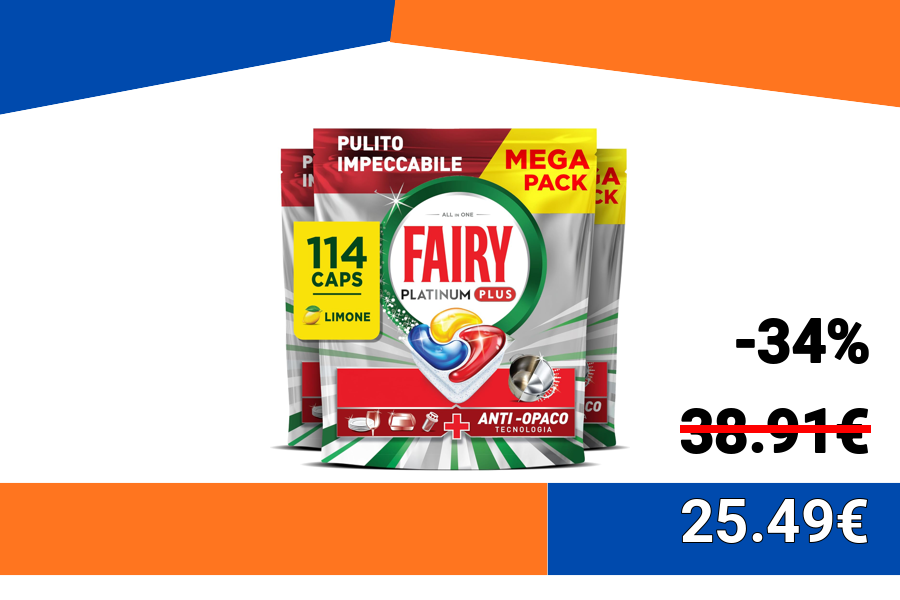 PULITO
IMPECCABILE
MEGA
PACK
114
CAPS
LIMONE
ALL in ONE
FAIRY
PLATINUM PLUS
ANTI-OPACO
TECNOLOGIA
-34%
38.91€
25.49€